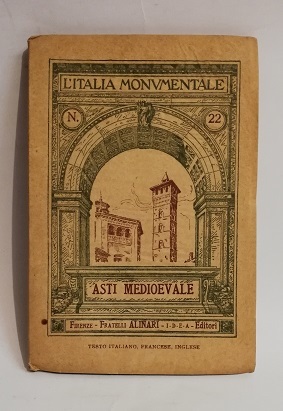 L'ITALIA MONVMENTALE
N. 22
ASTI MEDIOEVALE
FIRENZE - FRATELLI ALINARI - I·D·E·A - Editori
TESTO ITALIANO, FRANCESE, INGLESE